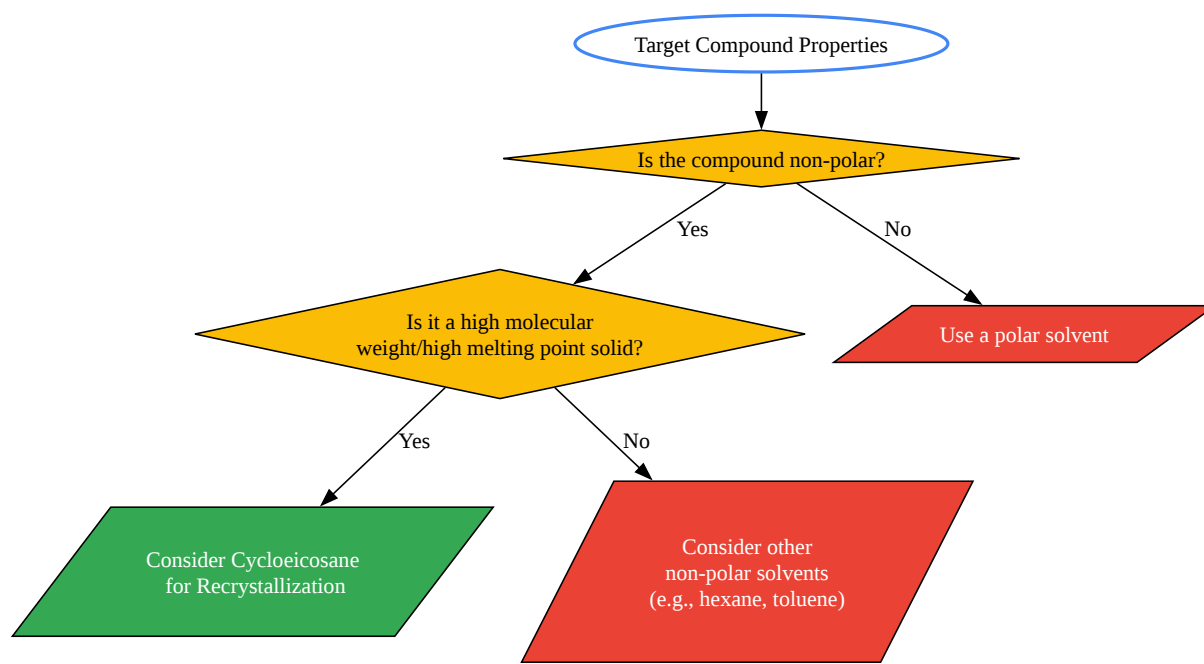 Target Compound Properties
Is the compound non-polar?
Yes
No
Is it a high molecular
weight/high melting point solid?
Use a polar solvent
Yes
No
Consider Cycloeicosane
for Recrystallization
Consider other
non-polar solvents
(e.g., hexane, toluene)